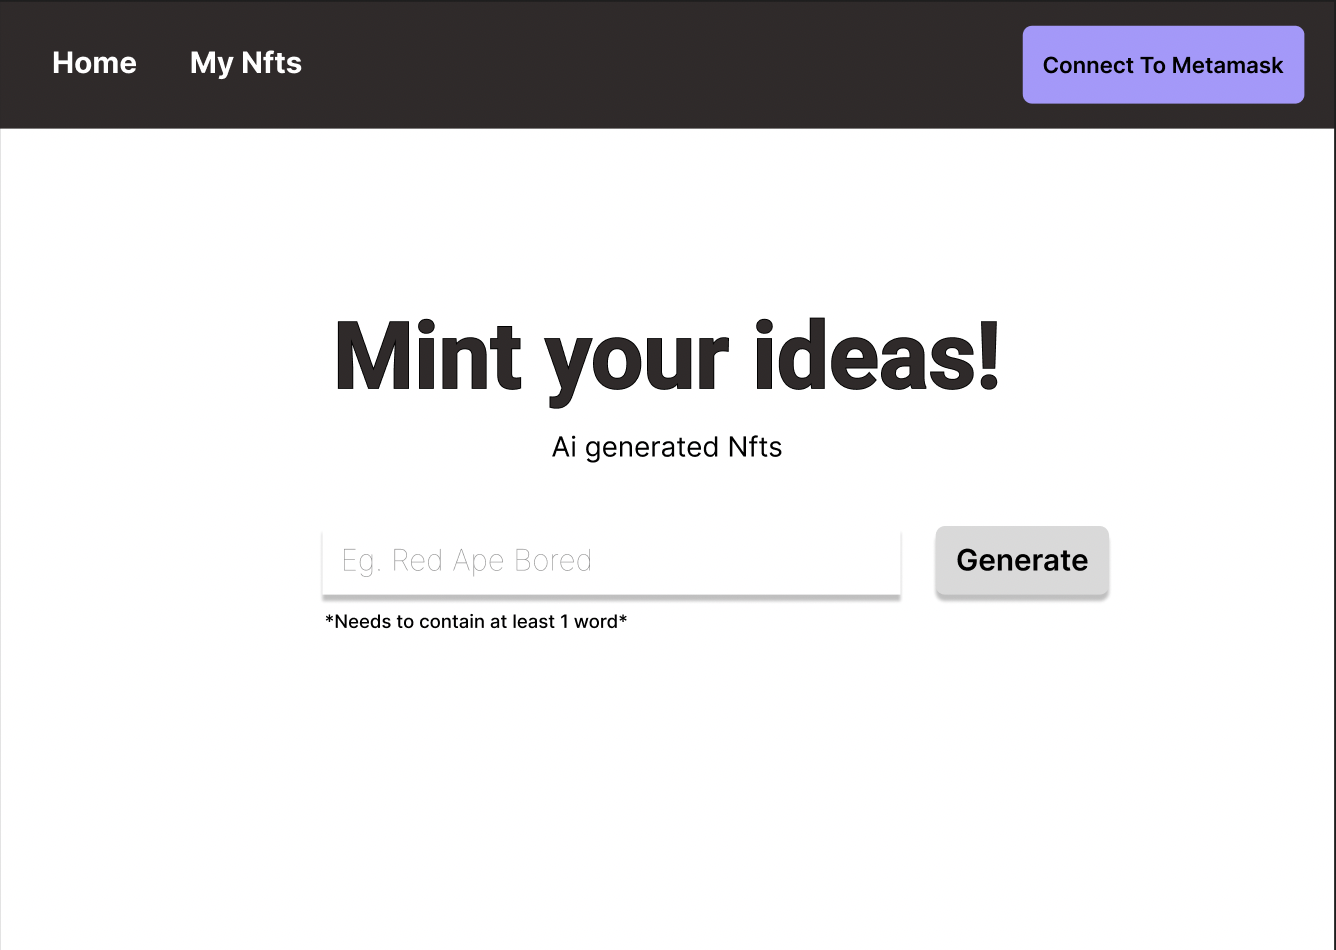 Home My Nfts Connect To Metamask
Mint your ideas!
Ai generated Nfts
Eg. Red Ape Bored Generate
*Needs to contain at least 1 word*